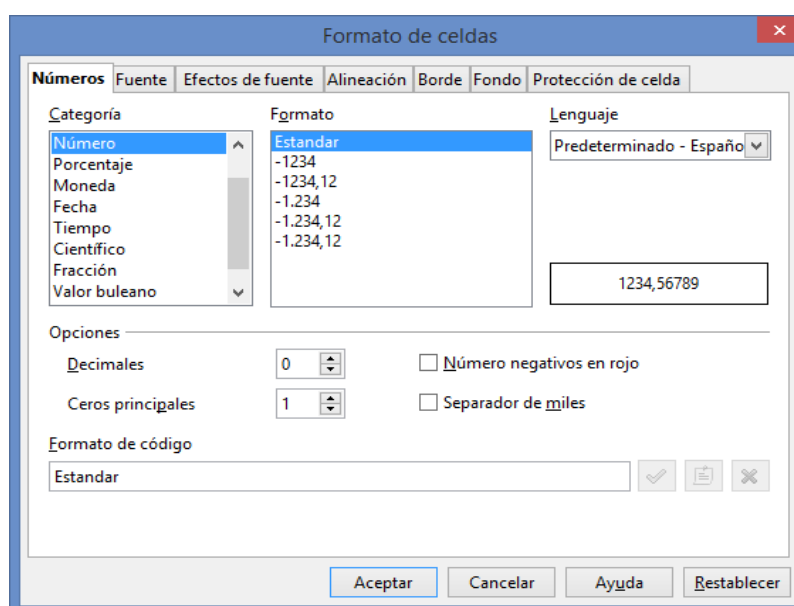 Formato de celdas
Números Fuente Efectos de fuente Alineación Borde Fondo Protección de celda
Categoría
Número
Porcentaje
Moneda
Fecha
Tiempo
Científico
Fracción
Valor buleano
Formato
Estandar
-1234
-1234,12
-1.234
-1.234,12
-1.234,12
Lenguaje
Predeterminado - Españo
1234,56789
Opciones
Decimales 0
Número negativos en rojo
Ceros principales 1
Separador de miles
Formato de código
Estandar
Aceptar Cancelar Ayuda Restablecer